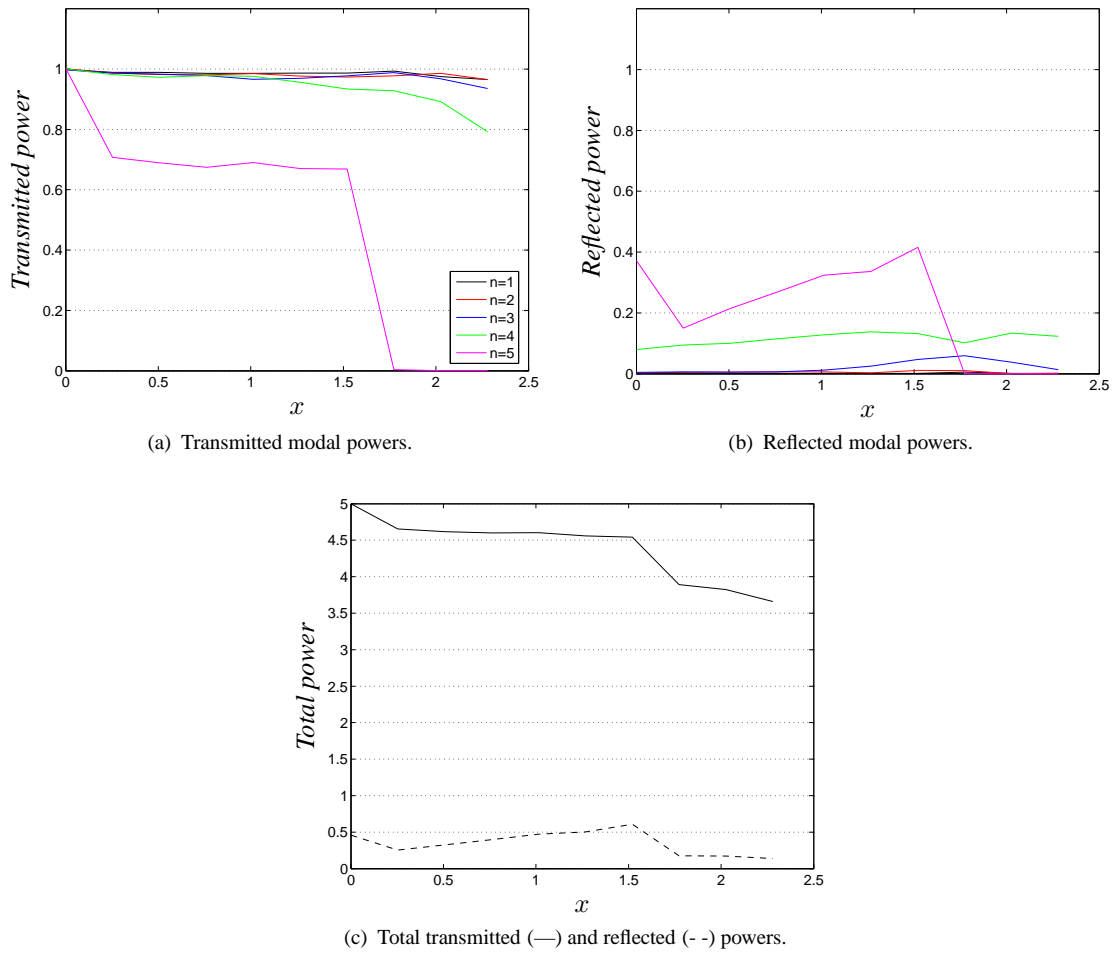 1
0.8
0.6
0.4
0.2
0
0 0.5 1 1.5 2 2.5
Transmitted power
x
n=1
n=2
n=3
n=4
n=5
(a) Transmitted modal powers.
1
0.8
0.6
0.4
0.2
0
0 0.5 1 1.5 2 2.5
Reflected power
x
(b) Reflected modal powers.
5
4.5
4
3.5
3
2.5
2
1.5
1
0.5
0
0 0.5 1 1.5 2 2.5
Total power
x
(c) Total transmitted (—) and reflected (- -) powers.